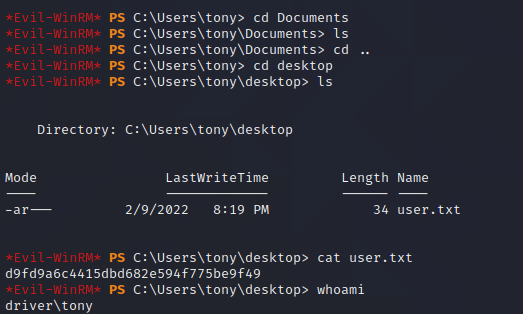 *Evil-WinRM* PS C:\Users\tony> cd Documents
*Evil-WinRM* PS C:\Users\tony\Documents> ls
*Evil-WinRM* PS C:\Users\tony\Documents> cd ..
*Evil-WinRM* PS C:\Users\tony> cd desktop
*Evil-WinRM* PS C:\Users\tony\desktop> ls
Directory: C:\Users\tony\desktop
Mode LastWriteTime Length Name
---- ------------- ------ ----
-ar--- 2/9/2022 8:19 PM 34 user.txt
*Evil-WinRM* PS C:\Users\tony\desktop> cat user.txt
d9fd9a6c4415dbd682e594f775be9f49
*Evil-WinRM* PS C:\Users\tony\desktop> whoami
driver\tony